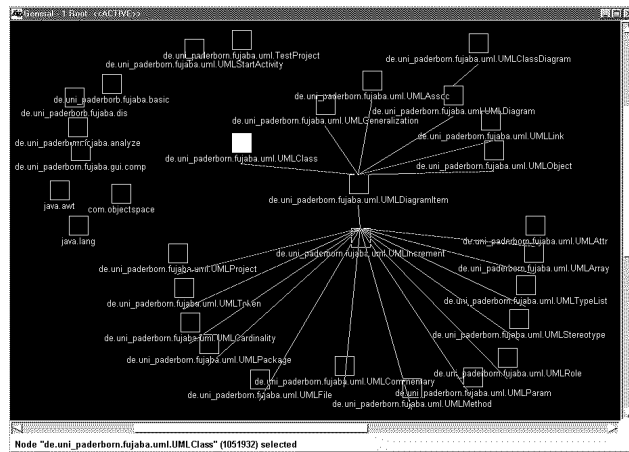 General - 1 Root- <<ACTIVE>>
de.uni_paderborn.fujaba.uml.TestProject
de.uni_paderborn.fujaba.uml.UMLStartActivity
de.uni_paderborn.fujaba.uml.UMLClassDiagram
de.uni_paderborb.fujaba.basic
de.uni_paderborn.fujaba.uml.UMLAssoc
de.uni_paderborb.fujaba.dis
de.uni_paderborn.fujaba.uml.UMLDiagram
de.uni_paderborn.fujaba.uml.UMLGeneralization
de.uni_paderborn.fujaba.uml.UMLLink
fujaba.analyze
de.uni_paderborn.fujaba.uml.UMLClass
de.uni_paderborn.fujaba.gui.comp
de.uni_paderborn.fujaba.uml.UMLObject
de.uni_paderborn.fujaba.uml.UMLDiagramItem
java.awt
com.objectspace
java.lang
de.uni_paderborn.fujaba.uml.UMLAttr
de.uni_paderborn.fujaba.uml.UMLIncrement
de.uni_paderborn.fujaba.uml.UMLProject
de.uni_paderborn.fujaba.uml.UMLArray
de.uni_paderborn.fujaba.uml.UMLToken
de.uni_paderborn.fujaba.uml.UMLTypeList
de.uni_paderborn.fujaba.uml.UMLCardinality
de.uni_paderborn.fujaba.uml.UMLStereotype
de.uni_paderborn.fujaba.uml.UMLPackage
de.uni_paderborn.fujaba.uml.UMLRole
de.uni_paderborn.fujaba.uml.UMLCommentary
de.uni_paderborn.fujaba.uml.UMLFile
de.uni_paderborn.fujaba.uml.UMLParam
de.uni_paderborn.fujaba.uml.UMLMethod
Node "de.uni_paderborn.fujaba.uml.UMLClass" (1051932) selected